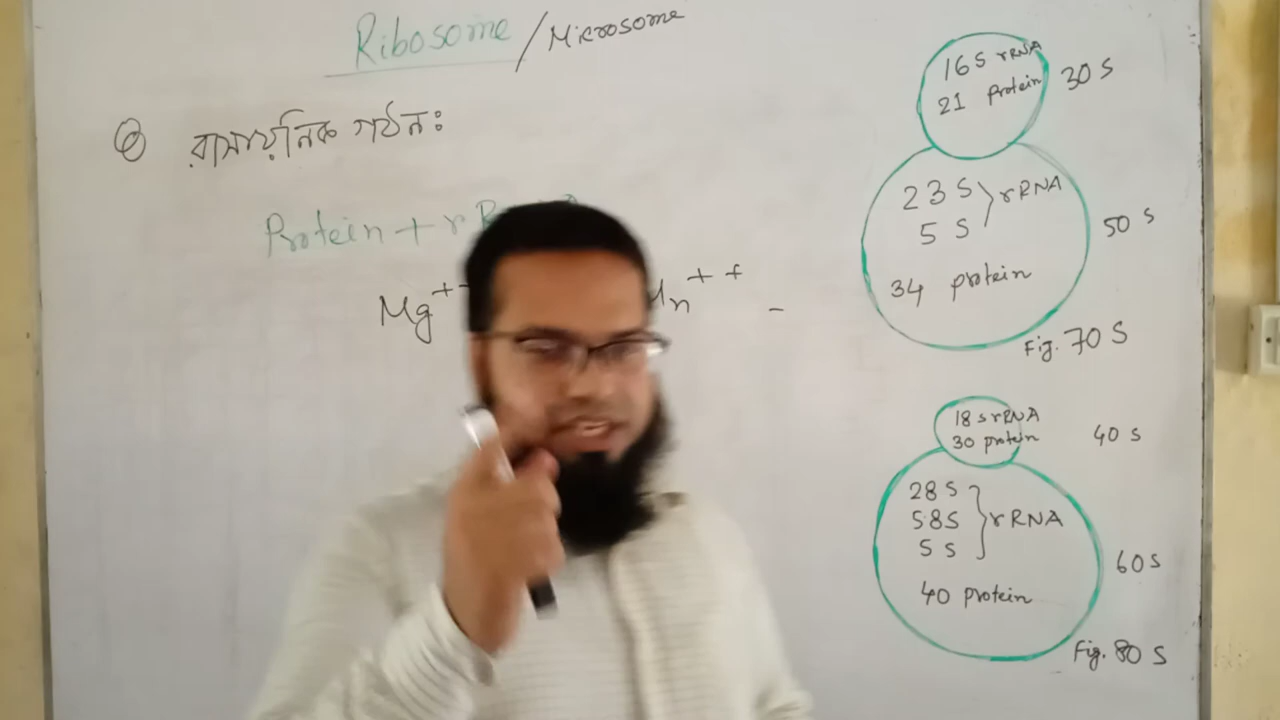 Ribosome / Microsome
রাসায়নিক গঠনঃ
Protein + r
Mg++ n++ -
16S rRNA
21 Protein
30 S
23 S
5 S
rRNA
50 S
34 protein
Fig. 70 S
18 s rRNA
30 protein
40 S
28 S
5.8S
5 S
rRNA
60 S
40 protein
Fig. 80 S